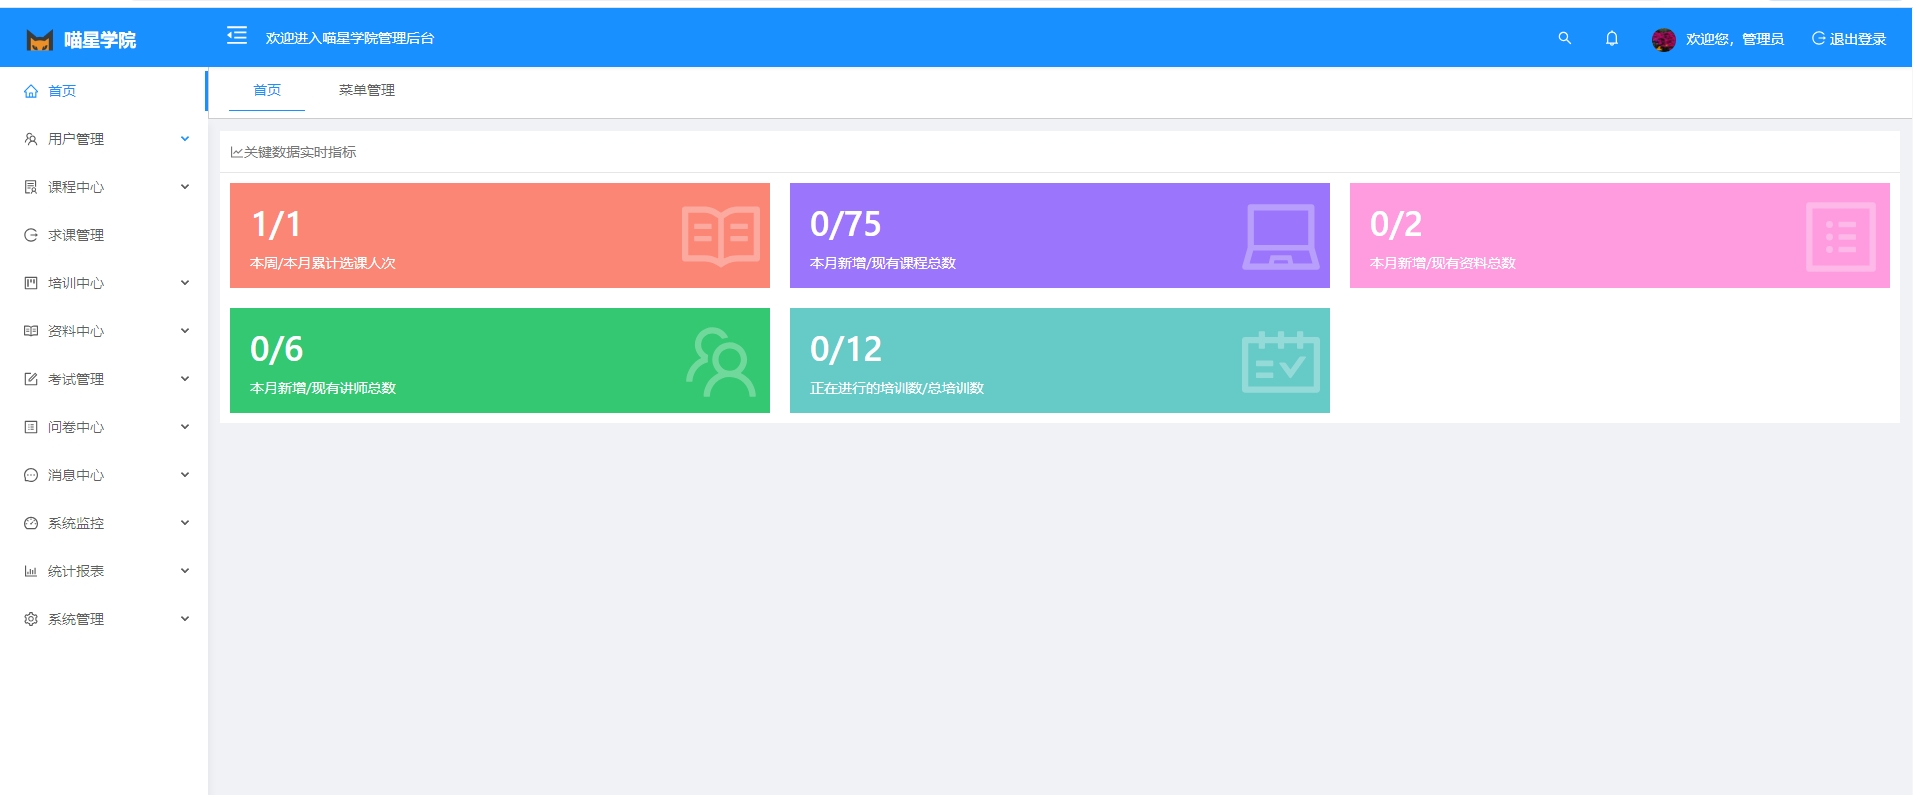 喵星学院
欢迎进入喵星学院管理后台
欢迎您，管理员
退出登录
首页
用户管理
课程中心
求课管理
培训中心
资料中心
考试管理
问卷中心
消息中心
系统监控
统计报表
系统管理
首页
菜单管理
关键数据实时指标
1/1
本周/本月累计选课人次
0/75
本月新增/现有课程总数
0/2
本月新增/现有资料总数
0/6
本月新增/现有讲师总数
0/12
正在进行的培训数/总培训数